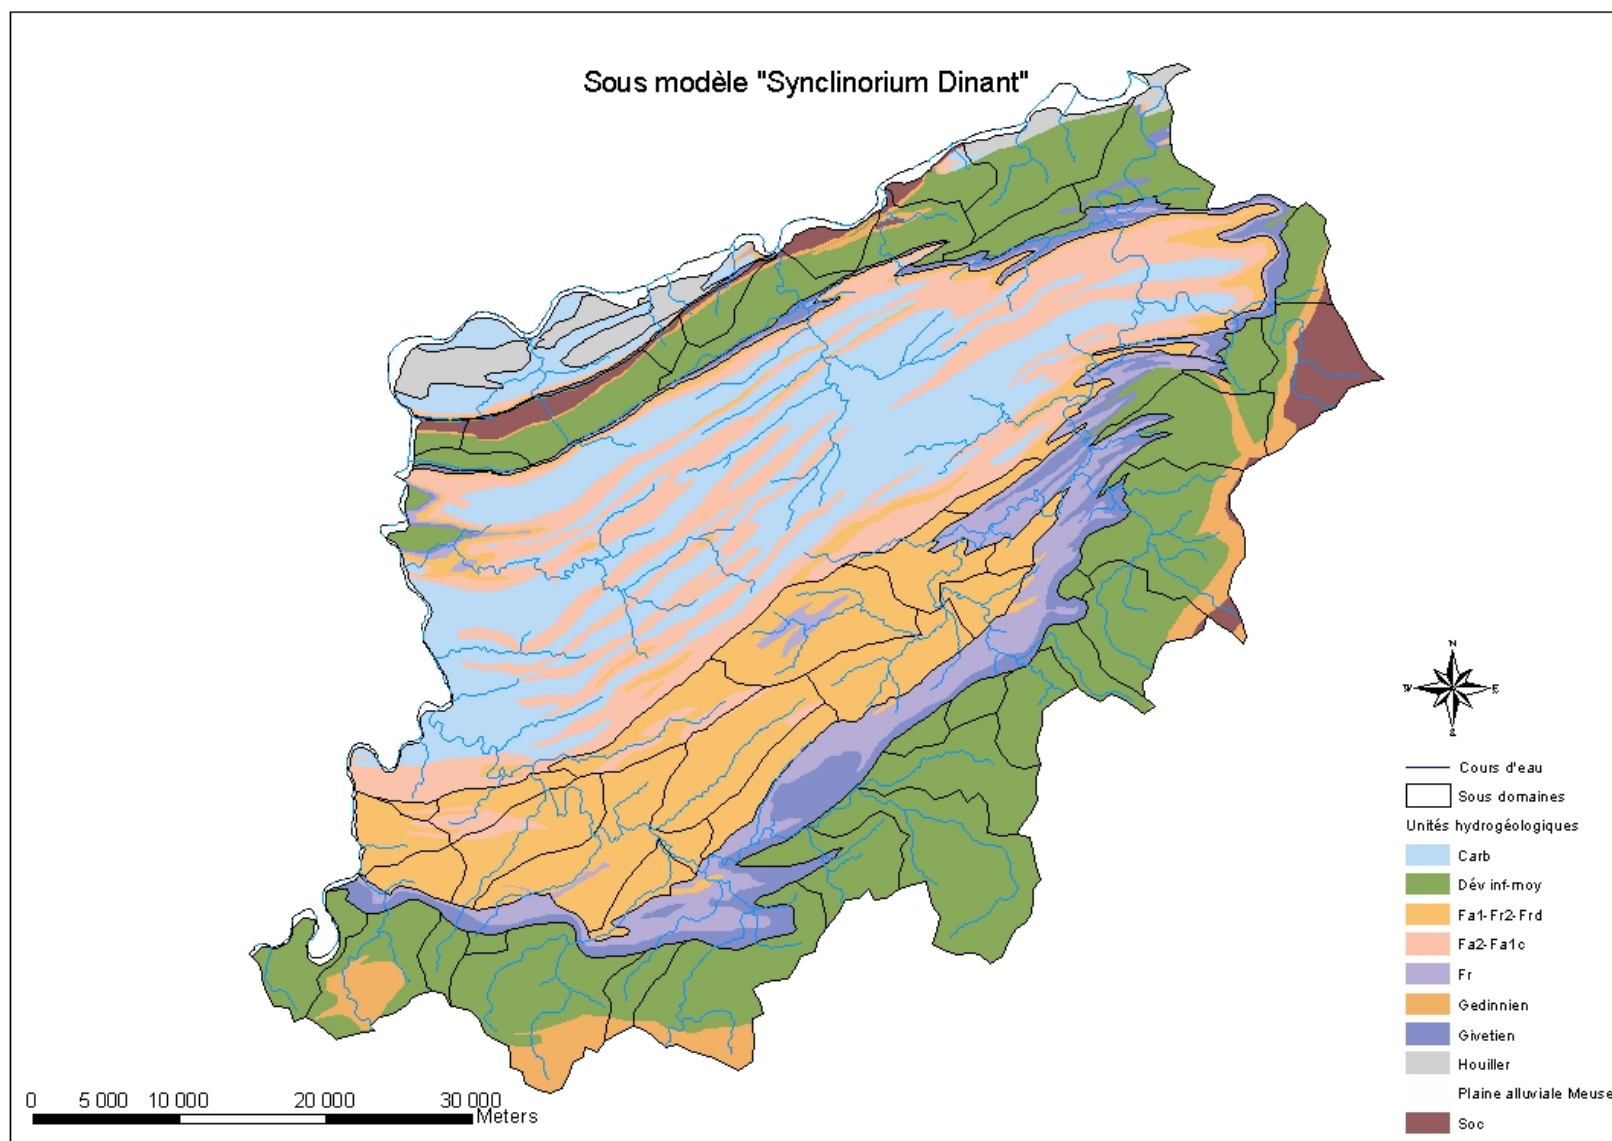 Sous modèle "Synclinorium Dinant"
N
W E
S
Cours d'eau
Sous domaines
Unités hydrogéologiques
Carb
Dév inf-moy
Fa1-Fr2-Frd
Fa2-Fa1c
Fr
Gedinnien
Givetien
Houiller
Plaine alluviale Meuse
Soc
0 5 000 10 000 20 000 30 000
Meters